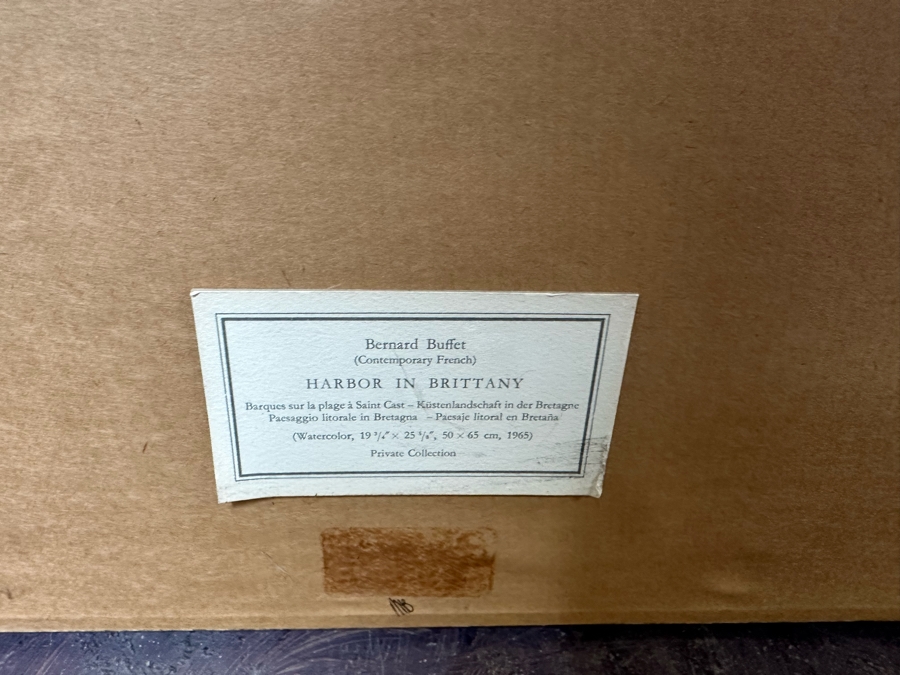 Bernard Buffet
(Contemporary French)
HARBOR IN BRITTANY
Barques sur la plage à Saint Cast – Küstenlandschaft in der Bretagne
Paesaggio litorale in Bretagna – Paesaje litoral en Bretaña
(Watercolor, 19 ³/₄″ × 25 ⁵/₈″, 50 × 65 cm, 1965)
Private Collection